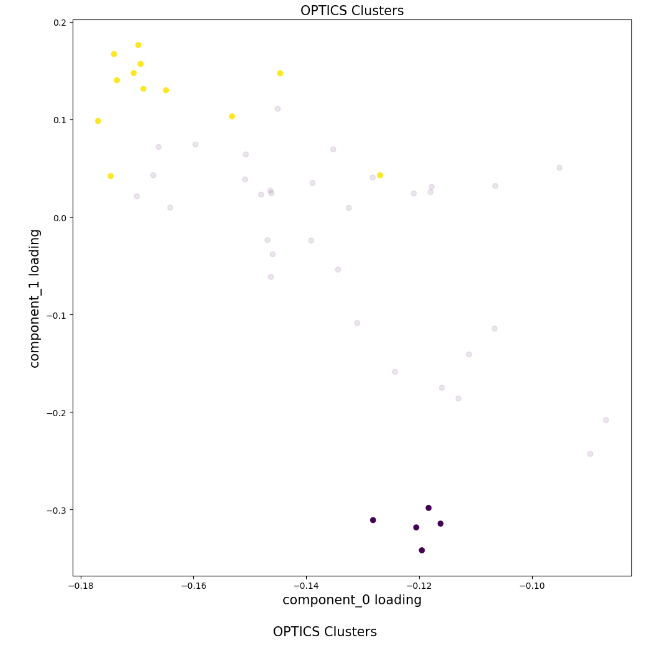 OPTICS Clusters
0.2
0.1
0.0
−0.1
−0.2
−0.3
component_1 loading
−0.18 −0.16 −0.14 −0.12 −0.10
component_0 loading
OPTICS Clusters